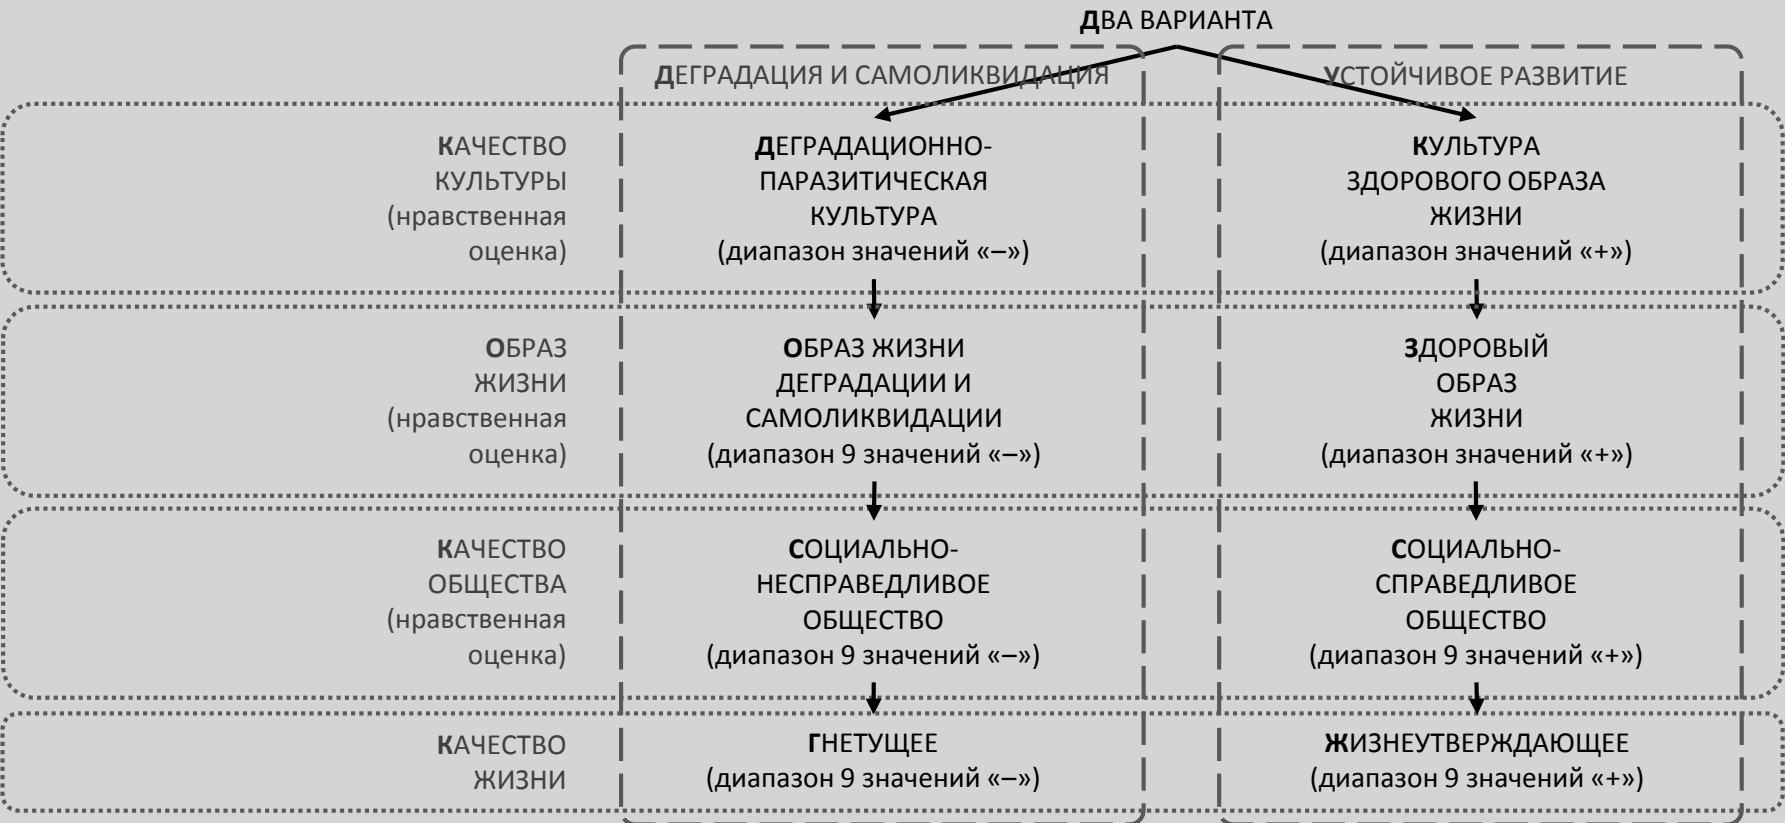 ДВА ВАРИАНТА
ДЕГРАДАЦИЯ И САМОЛИКВИДАЦИЯ
УСТОЙЧИВОЕ РАЗВИТИЕ
КАЧЕСТВО
КУЛЬТУРЫ
(нравственная
оценка)
ДЕГРАДАЦИОННО-
ПАРАЗИТИЧЕСКАЯ
КУЛЬТУРА
(диапазон значений «–»)
КУЛЬТУРА
ЗДОРОВОГО ОБРАЗА
ЖИЗНИ
(диапазон значений «+»)
ОБРАЗ
ЖИЗНИ
(нравственная
оценка)
ОБРАЗ ЖИЗНИ
ДЕГРАДАЦИИ И
САМОЛИКВИДАЦИИ
(диапазон 9 значений «–»)
ЗДОРОВЫЙ
ОБРАЗ
ЖИЗНИ
(диапазон значений «+»)
КАЧЕСТВО
ОБЩЕСТВА
(нравственная
оценка)
СОЦИАЛЬНО-
НЕСПРАВЕДЛИВОЕ
ОБЩЕСТВО
(диапазон 9 значений «–»)
СОЦИАЛЬНО-
СПРАВЕДЛИВОЕ
ОБЩЕСТВО
(диапазон 9 значений «+»)
КАЧЕСТВО
ЖИЗНИ
ГНЕТУЩЕЕ
(диапазон 9 значений «–»)
ЖИЗНЕУТВЕРЖДАЮЩЕЕ
(диапазон 9 значений «+»)